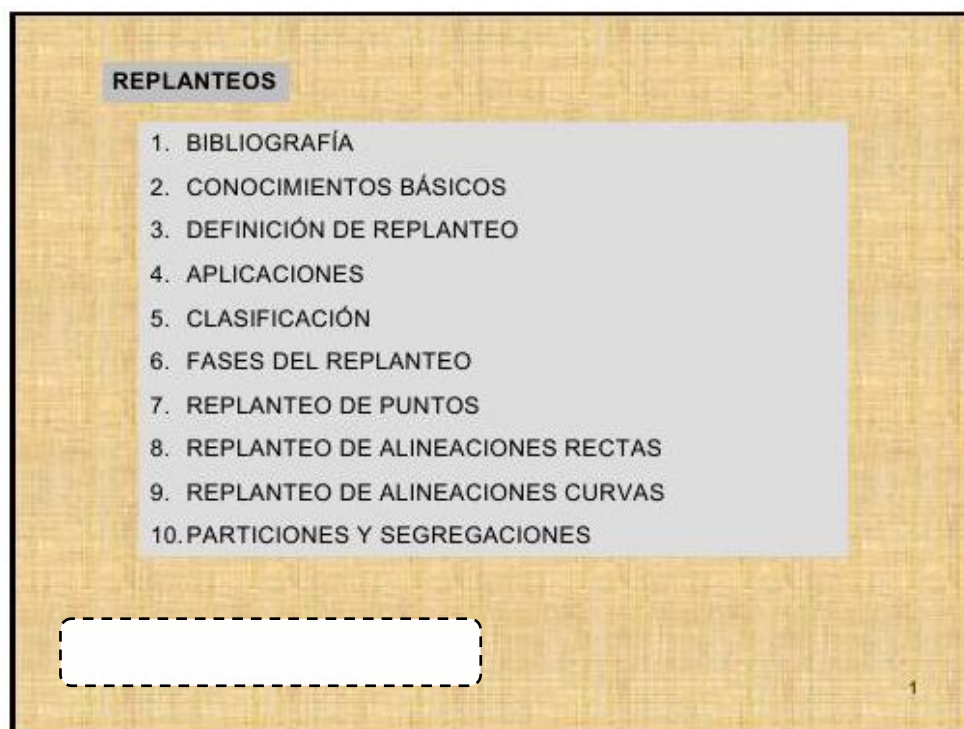 REPLANTEOS
1. BIBLIOGRAFÍA
2. CONOCIMIENTOS BÁSICOS
3. DEFINICIÓN DE REPLANTEO
4. APLICACIONES
5. CLASIFICACIÓN
6. FASES DEL REPLANTEO
7. REPLANTEO DE PUNTOS
8. REPLANTEO DE ALINEACIONES RECTAS
9. REPLANTEO DE ALINEACIONES CURVAS
10. PARTICIONES Y SEGREGACIONES
1